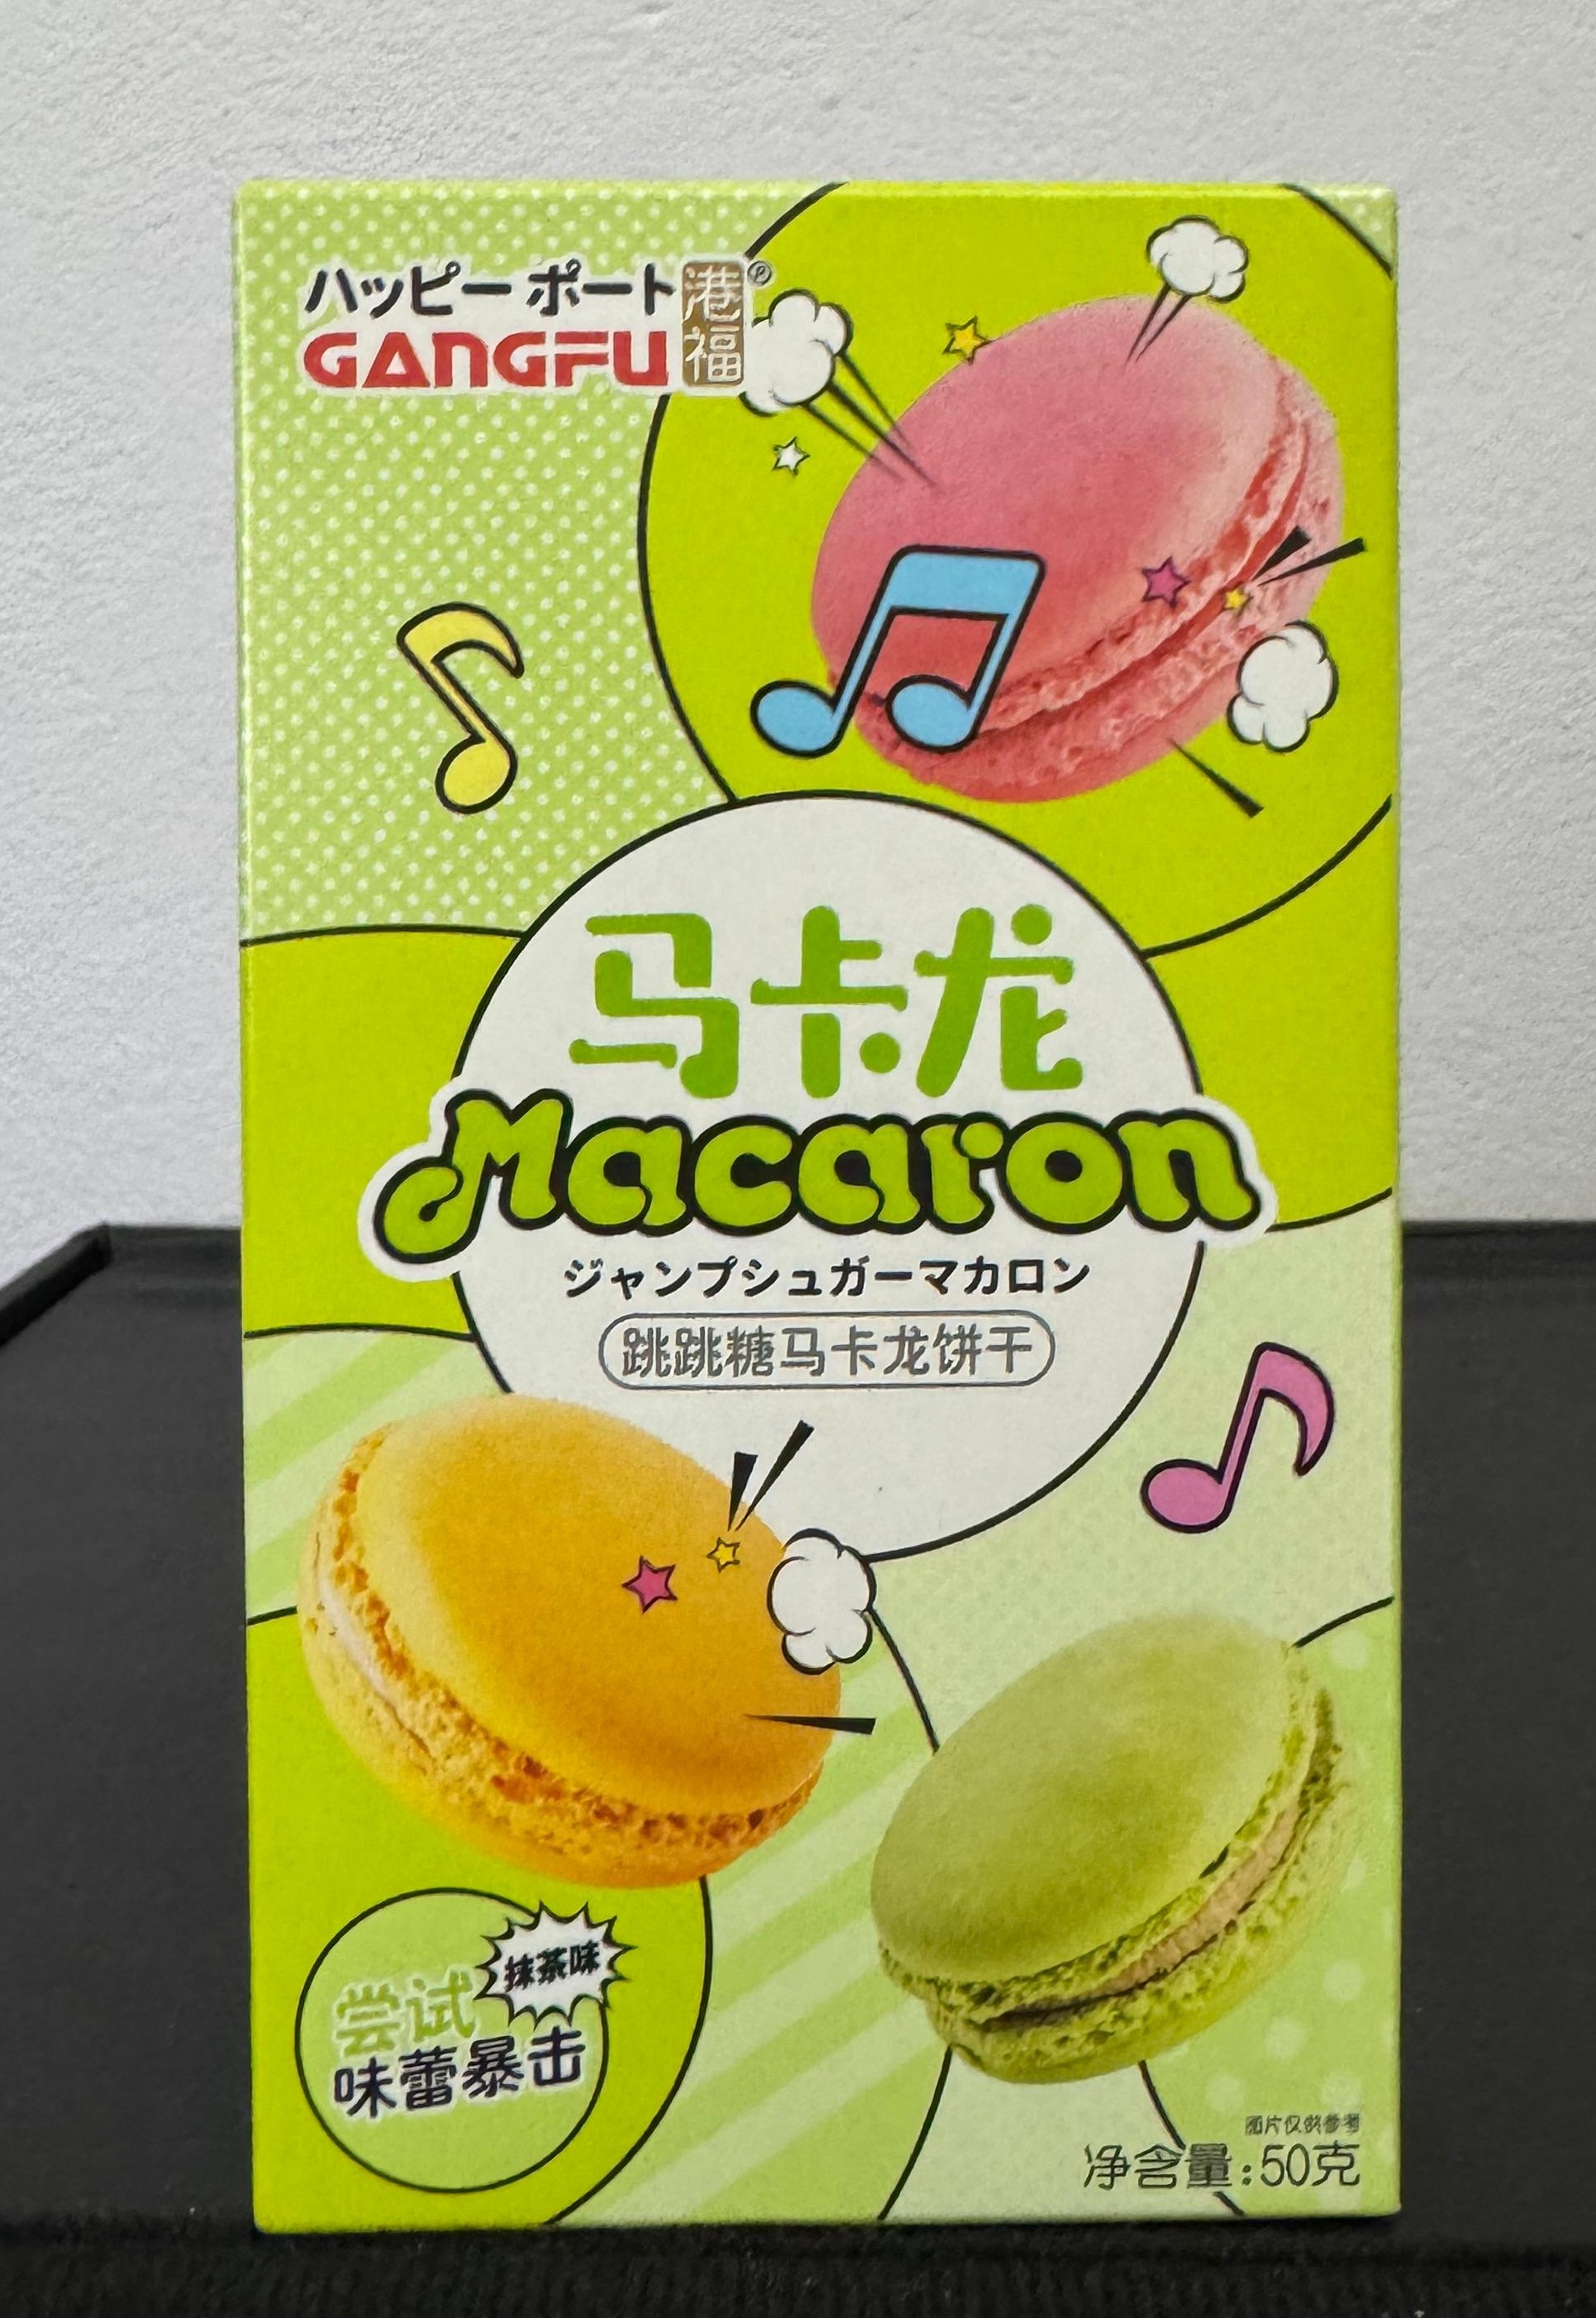 ハッピーポート
GANGFU
港福®
马卡龙
Macaron
ジャンプシュガーマカロン
跳跳糖马卡龙饼干
抹茶味
尝试
味蕾暴击
图片仅供参考
净含量:50克